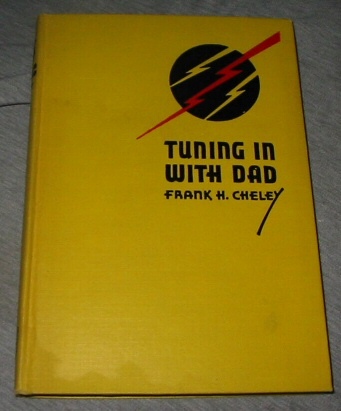 TUNING IN
WITH DAD
FRANK H. CHELEY